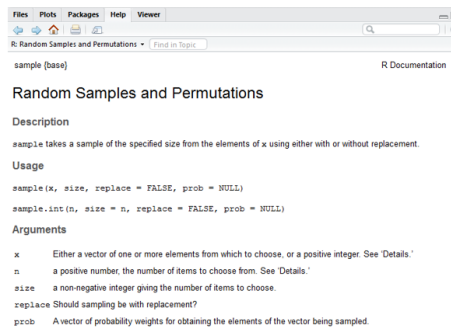 Files Plots Packages Help Viewer
R: Random Samples and Permutations Find in Topic
sample {base} R Documentation
Random Samples and Permutations
Description
sample takes a sample of the specified size from the elements of x using either with or without replacement.
Usage
sample(x, size, replace = FALSE, prob = NULL)
sample.int(n, size = n, replace = FALSE, prob = NULL)
Arguments
x Either a vector of one or more elements from which to choose, or a positive integer. See ‘Details.’
n a positive number, the number of items to choose from. See ‘Details.’
size a non-negative integer giving the number of items to choose.
replace Should sampling be with replacement?
prob A vector of probability weights for obtaining the elements of the vector being sampled.